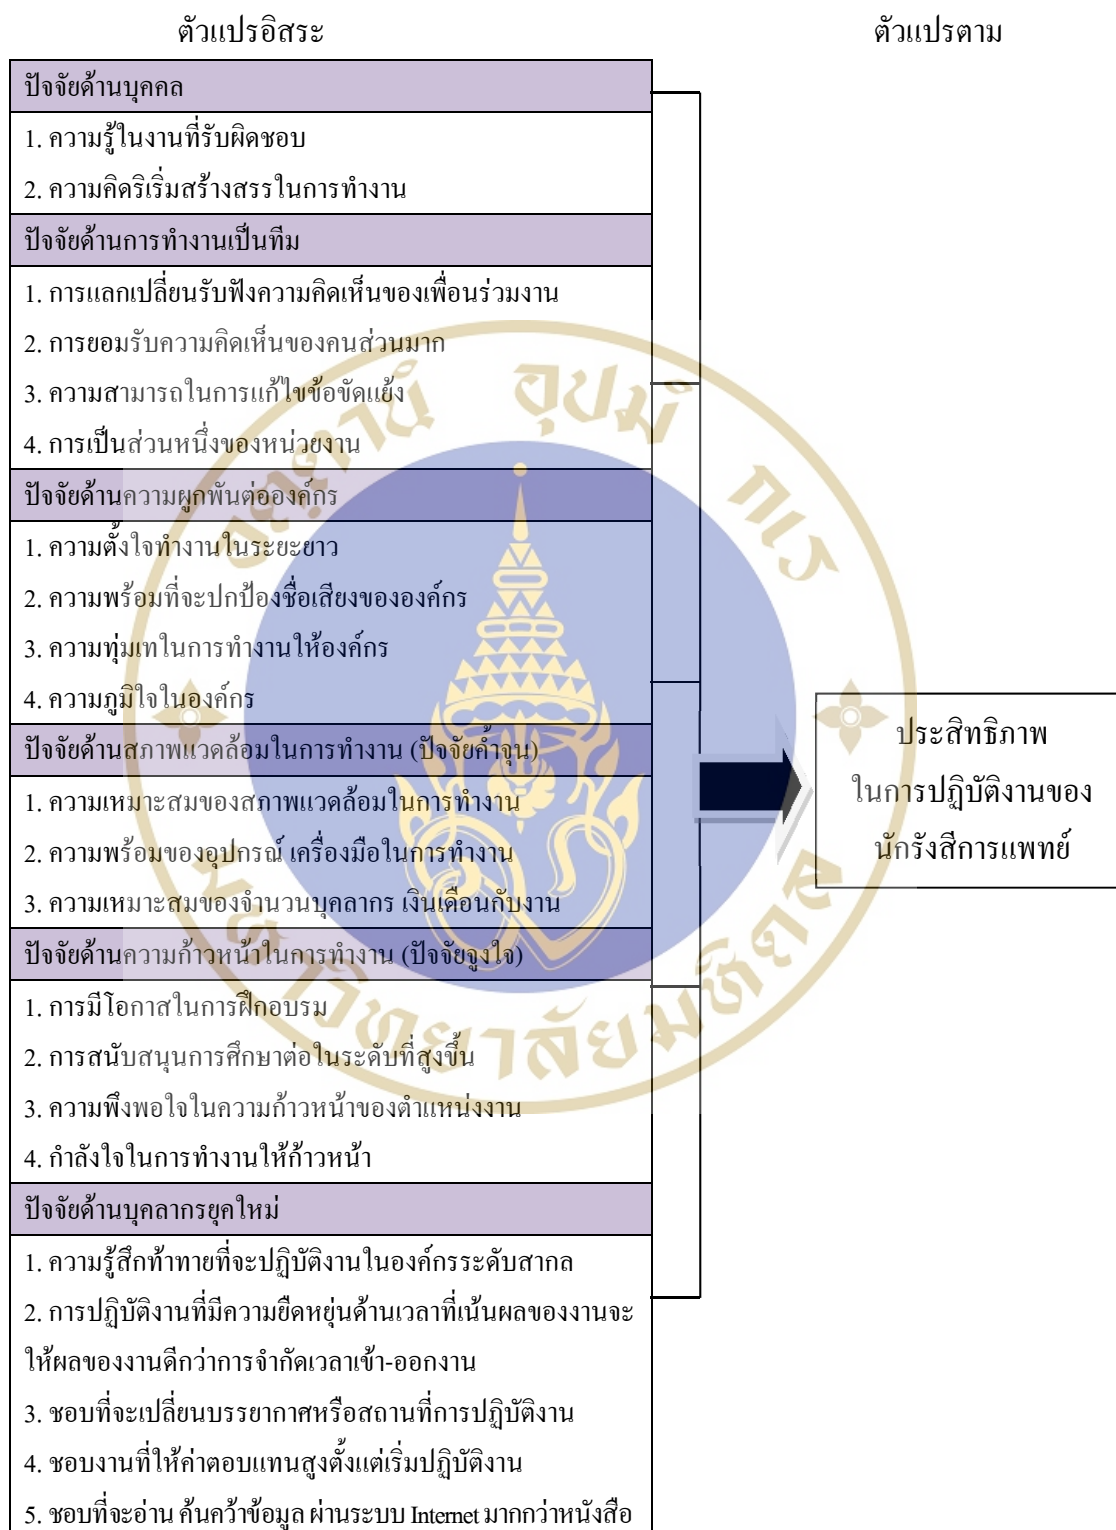 ตัวแปรอิสระ
ตัวแปรตาม
ปัจจัยด้านบุคคล
1. ความรู้ในงานที่รับผิดชอบ
2. ความคิดริเริ่มสร้างสรรในการทำงาน
ปัจจัยด้านการทำงานเป็นทีม
1. การแลกเปลี่ยนรับฟังความคิดเห็นของเพื่อนร่วมงาน
2. การยอมรับความคิดเห็นของคนส่วนมาก
3. ความสามารถในการแก้ไขข้อขัดแย้ง
4. การเป็นส่วนหนึ่งของหน่วยงาน
ปัจจัยด้านความผูกพันต่อองค์กร
1. ความตั้งใจทำงานในระยะยาว
2. ความพร้อมที่จะปกป้องชื่อเสียงขององค์กร
3. ความทุ่มเทในการทำงานให้องค์กร
4. ความภูมิใจในองค์กร
ปัจจัยด้านสภาพแวดล้อมในการทำงาน (ปัจจัยค้ำจุน)
1. ความเหมาะสมของสภาพแวดล้อมในการทำงาน
2. ความพร้อมของอุปกรณ์ เครื่องมือในการทำงาน
3. ความเหมาะสมของจำนวนบุคลากร เงินเดือนกับงาน
ปัจจัยด้านความก้าวหน้าในการทำงาน (ปัจจัยจูงใจ)
1. การมีโอกาสในการฝึกอบรม
2. การสนับสนุนการศึกษาต่อในระดับที่สูงขึ้น
3. ความพึงพอใจในความก้าวหน้าของตำแหน่งงาน
4. กำลังใจในการทำงานให้ก้าวหน้า
ปัจจัยด้านบุคลากรยุคใหม่
1. ความรู้สึกท้าทายที่จะปฏิบัติงานในองค์กรระดับสากล
2. การปฏิบัติงานที่มีความยืดหยุ่นด้านเวลาที่เน้นผลของงานจะ
ให้ผลของงานดีกว่าการจำกัดเวลาเข้า-ออกงาน
3. ชอบที่จะเปลี่ยนบรรยากาศหรือสถานที่การปฏิบัติงาน
4. ชอบงานที่ให้ค่าตอบแทนสูงตั้งแต่เริ่มปฏิบัติงาน
5. ชอบที่จะอ่าน ค้นคว้าข้อมูล ผ่านระบบ Internet มากกว่าหนังสือ
ประสิทธิภาพ
ในการปฏิบัติงานของ
นักรังสีการแพทย์
อตฺตานํ อุปมํ กเร
มหาวิทยาลัยมหิดล